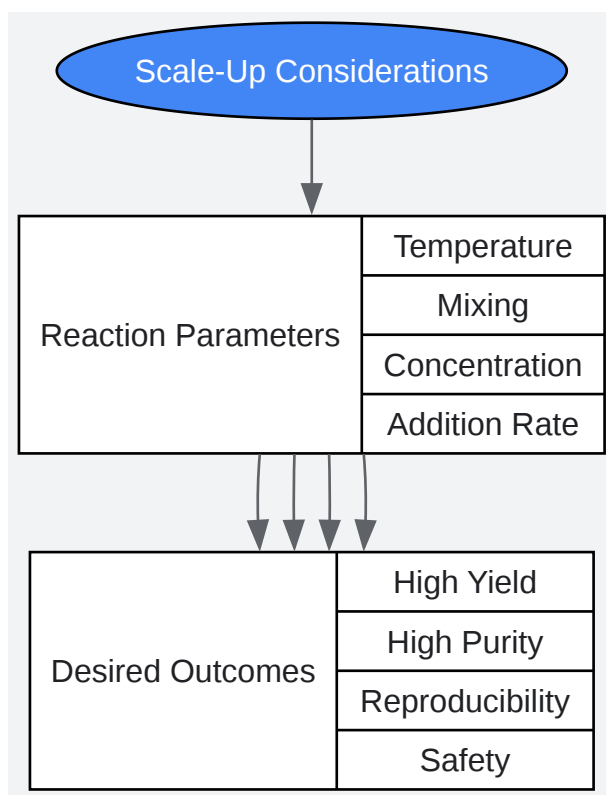 Scale-Up Considerations
Reaction Parameters
Temperature
Mixing
Concentration
Addition Rate
Desired Outcomes
High Yield
High Purity
Reproducibility
Safety